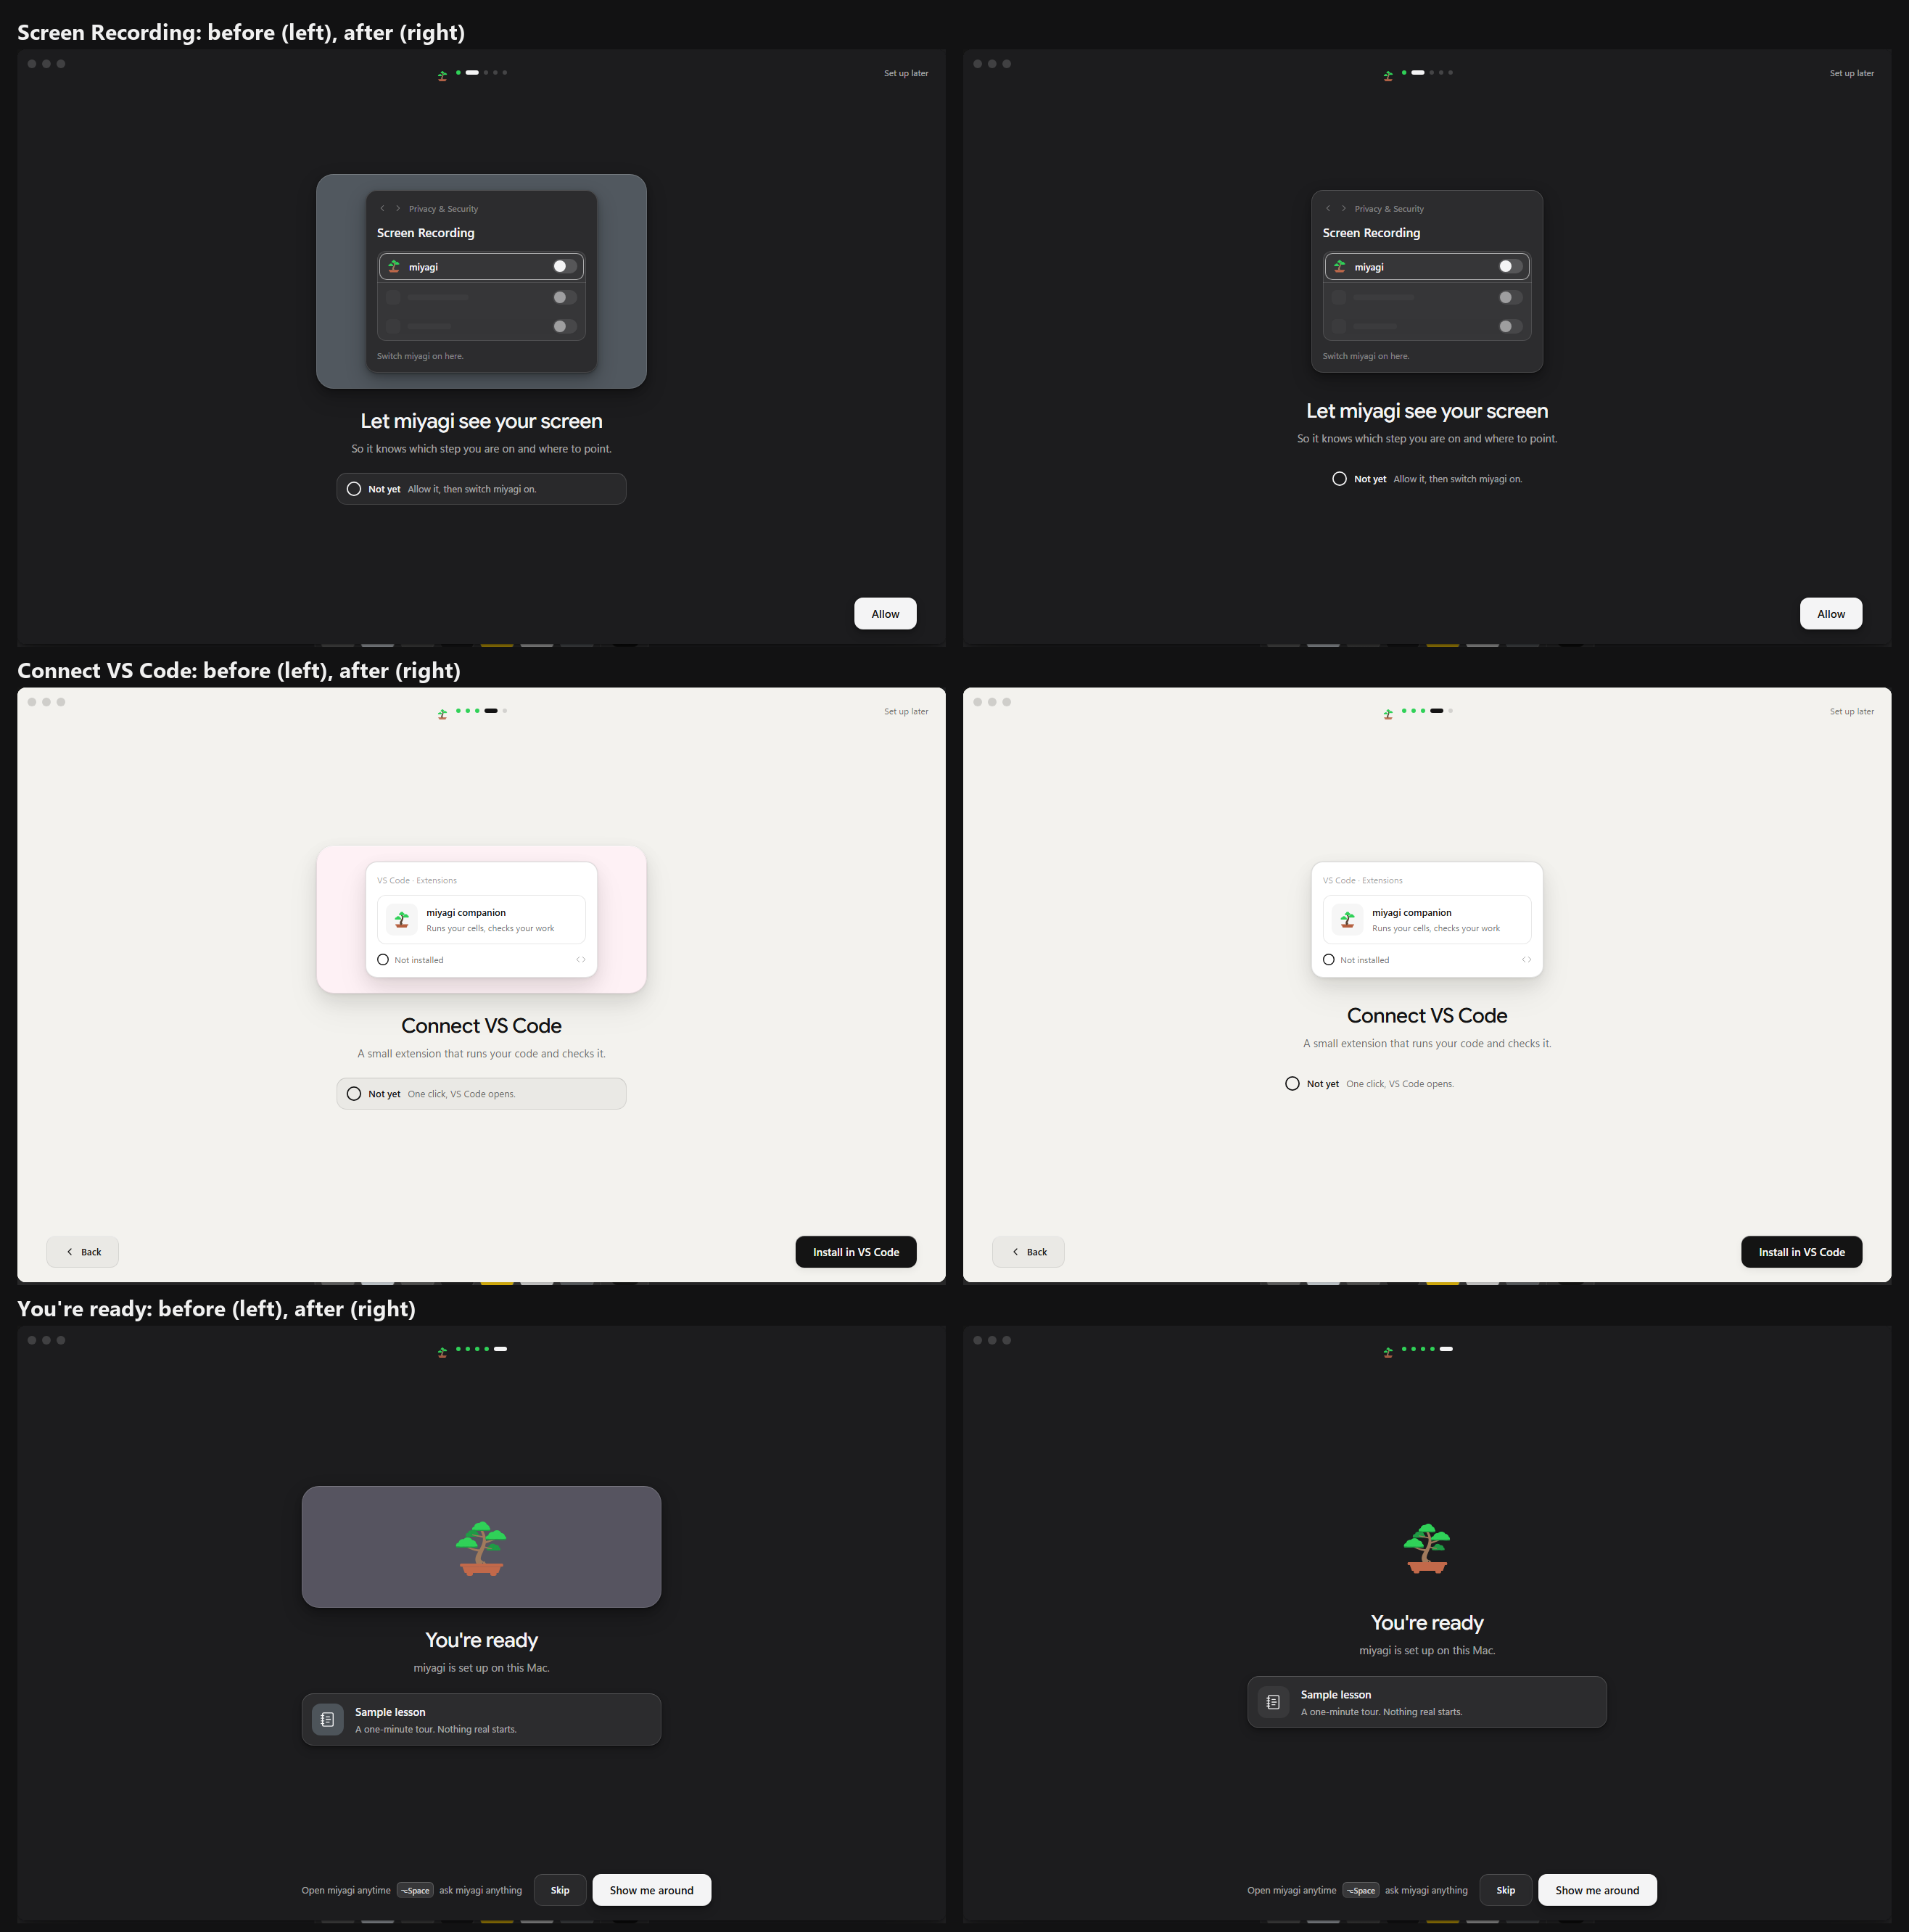 Screen Recording: before (left), after (right)
Set up later
Privacy & Security
Screen Recording
miyagi
Switch miyagi on here.
Let miyagi see your screen
So it knows which step you are on and where to point.
Not yet Allow it, then switch miyagi on.
Allow
Set up later
Privacy & Security
Screen Recording
miyagi
Switch miyagi on here.
Let miyagi see your screen
So it knows which step you are on and where to point.
Not yet Allow it, then switch miyagi on.
Allow
Connect VS Code: before (left), after (right)
Set up later
VS Code · Extensions
miyagi companion
Runs your cells, checks your work
Not installed
Connect VS Code
A small extension that runs your code and checks it.
Not yet One click, VS Code opens.
Back
Install in VS Code
Set up later
VS Code · Extensions
miyagi companion
Runs your cells, checks your work
Not installed
Connect VS Code
A small extension that runs your code and checks it.
Not yet One click, VS Code opens.
Back
Install in VS Code
You're ready: before (left), after (right)
You're ready
miyagi is set up on this Mac.
Sample lesson
A one-minute tour. Nothing real starts.
Open miyagi anytime ⌥Space ask miyagi anything
Skip
Show me around
You're ready
miyagi is set up on this Mac.
Sample lesson
A one-minute tour. Nothing real starts.
Open miyagi anytime ⌥Space ask miyagi anything
Skip
Show me around